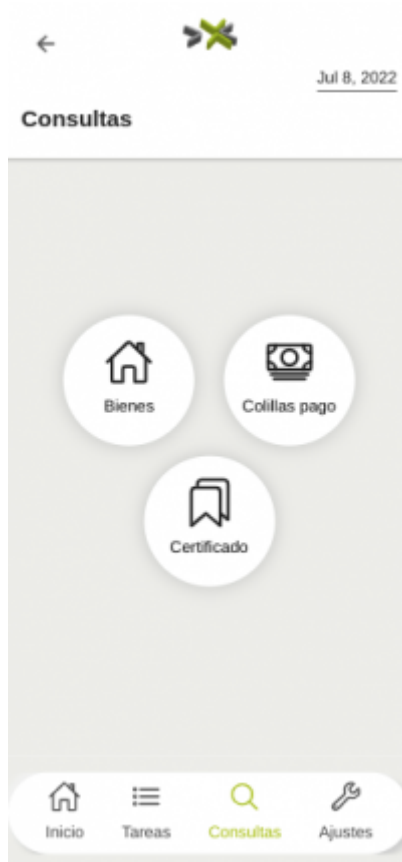 Jul 8, 2022
Consultas
Bienes
Colillas pago
Certificado
Inicio
Tareas
Consultas
Ajustes